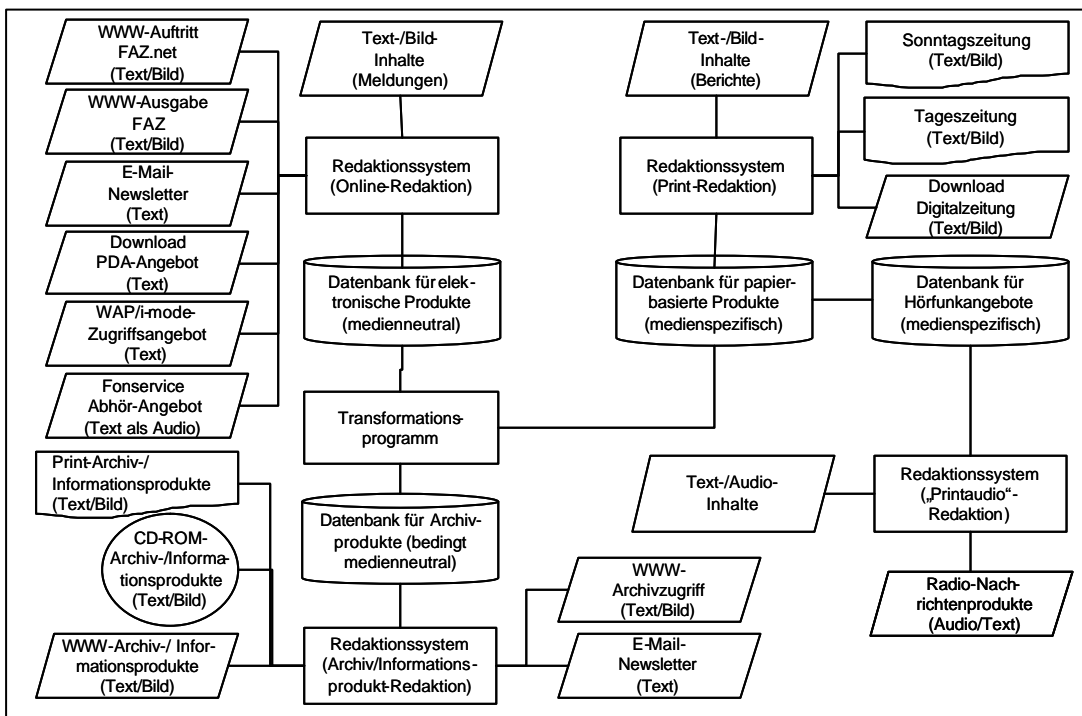 WWW-Auftritt
FAZ.net
(Text/Bild)
WWW-Ausgabe
FAZ
(Text/Bild)
E-Mail-
Newsletter
(Text)
Download
PDA-Angebot
(Text)
WAP/i-mode-
Zugriffsangebot
(Text)
Fonservice
Abhör-Angebot
(Text als Audio)
Text-/Bild-
Inhalte
(Meldungen)
Redaktionssystem
(Online-Redaktion)
Datenbank für elek-
tronische Produkte
(medienneutral)
Transformations-
programm
Text-/Bild-
Inhalte
(Berichte)
Redaktionssystem
(Print-Redaktion)
Datenbank für papier-
basierte Produkte
(medienspezifisch)
Sonntagszeitung
(Text/Bild)
Tageszeitung
(Text/Bild)
Download
Digitalzeitung
(Text/Bild)
Datenbank für
Hörfunkangebote
(medienspezifisch)
Print-Archiv-/
Informationsprodukte
(Text/Bild)
CD-ROM-
Archiv-/Informa-
tionsprodukte
(Text/Bild)
WWW-Archiv-/ Infor-
mationsprodukte
(Text/Bild)
Datenbank für Archiv-
produkte (bedingt
medienneutral)
Redaktionssystem
(Archiv/Informations-
produkt-Redaktion)
WWW-
Archivzugriff
(Text/Bild)
E-Mail-
Newsletter
(Text)
Text-/Audio-
Inhalte
Redaktionssystem
(„Printaudio“-
Redaktion)
Radio-Nach-
richtenprodukte
(Audio/Text)